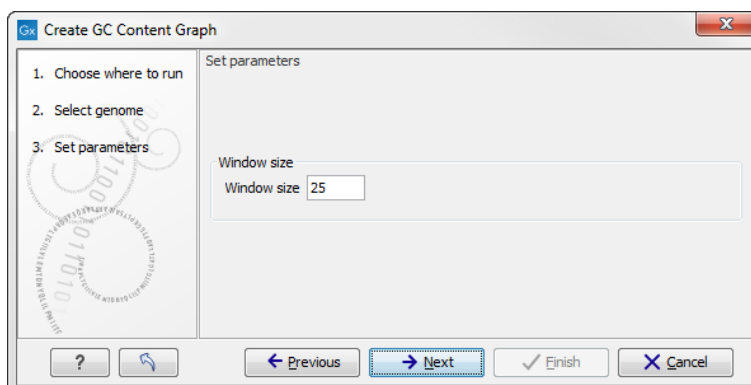 Gx Create GC Content Graph
Set parameters
1. Choose where to run
2. Select genome
3. Set parameters
Window size
Window size 25
? Previous Next Finish Cancel